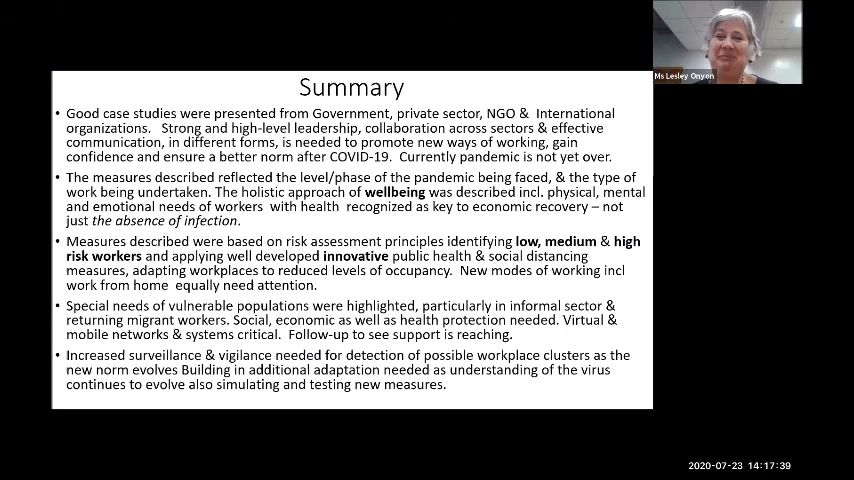 Summary
• Good case studies were presented from Government, private sector, NGO & International
organizations. Strong and high-level leadership, collaboration across sectors & effective
communication, in different forms, is needed to promote new ways of working, gain
confidence and ensure a better norm after COVID-19. Currently pandemic is not yet over.
• The measures described reflected the level/phase of the pandemic being faced, & the type of
work being undertaken. The holistic approach of wellbeing was described incl. physical, mental
and emotional needs of workers with health recognized as key to economic recovery – not
just the absence of infection.
• Measures described were based on risk assessment principles identifying low, medium & high
risk workers and applying well developed innovative public health & social distancing
measures, adapting workplaces to reduced levels of occupancy. New modes of working incl
work from home equally need attention.
• Special needs of vulnerable populations were highlighted, particularly in informal sector &
returning migrant workers. Social, economic as well as health protection needed. Virtual &
mobile networks & systems critical. Follow-up to see support is reaching.
• Increased surveillance & vigilance needed for detection of possible workplace clusters as the
new norm evolves Building in additional adaptation needed as understanding of the virus
continues to evolve also simulating and testing new measures.
Ms Lesley Onyon
2020-07-23 14:17:39